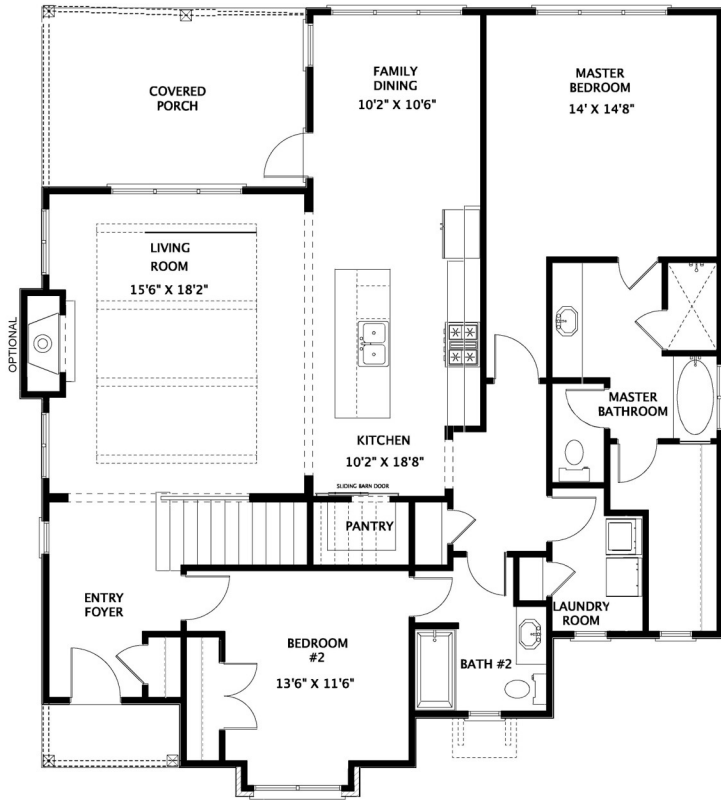 COVERED
PORCH
FAMILY
DINING
10'2" X 10'6"
MASTER
BEDROOM
14' X 14'8"
LIVING
ROOM
15'6" X 18'2"
OPTIONAL
MASTER
BATHROOM
KITCHEN
10'2" X 18'8"
SLIDING BARN DOOR
PANTRY
ENTRY
FOYER
LAUNDRY
ROOM
BEDROOM
#2
13'6" X 11'6"
BATH #2